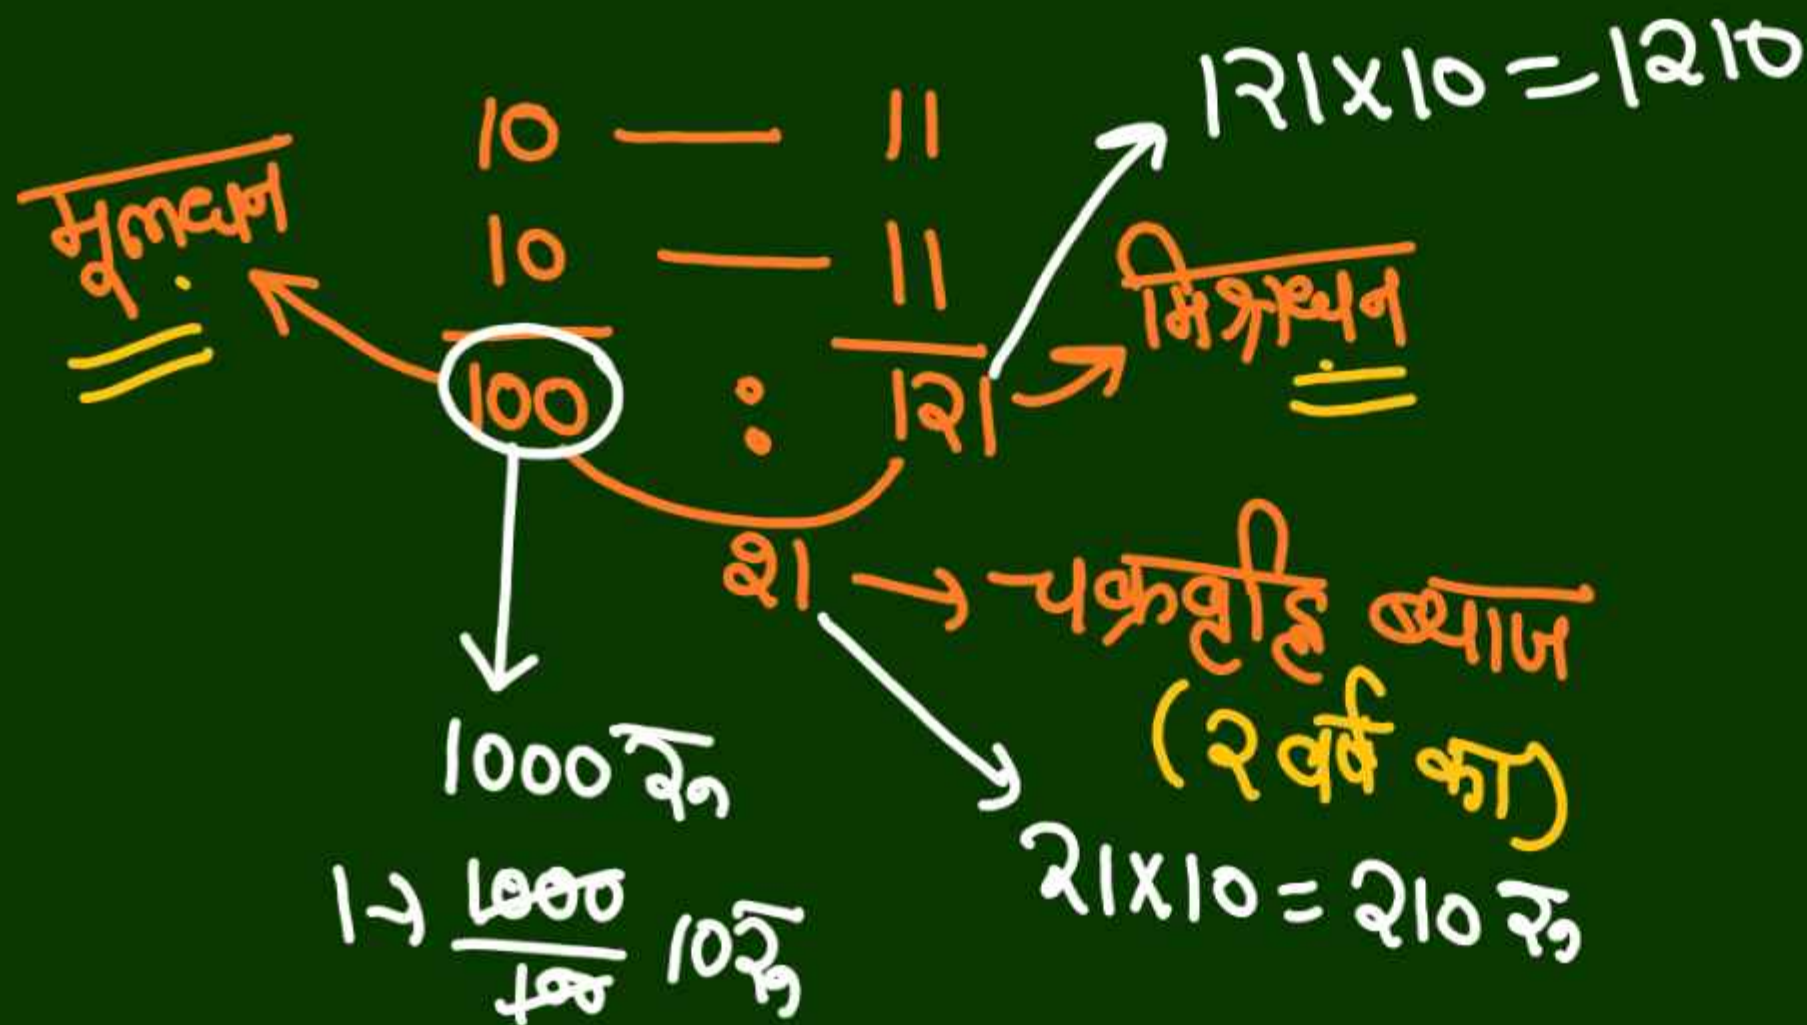 121×10=1210
10 — 11
मूलधन
10 — 11
मिश्रधन
100 : 121
21 → चक्रवृद्धि ब्याज
(2 वर्ष का)
1000 रु
21×10=210 रु
1→ 1000/100 10रु